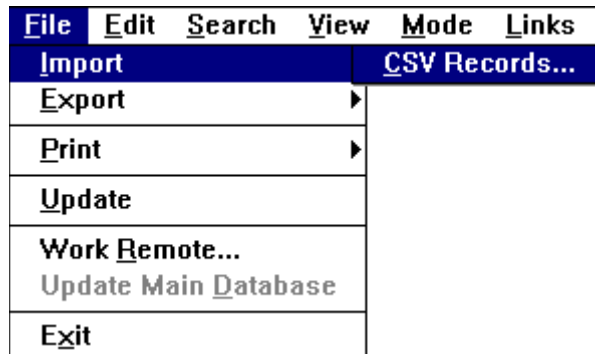 File Edit Search View Mode Links
Import CSV Records...
Export
Print
Update
Work Remote...
Update Main Database
Exit